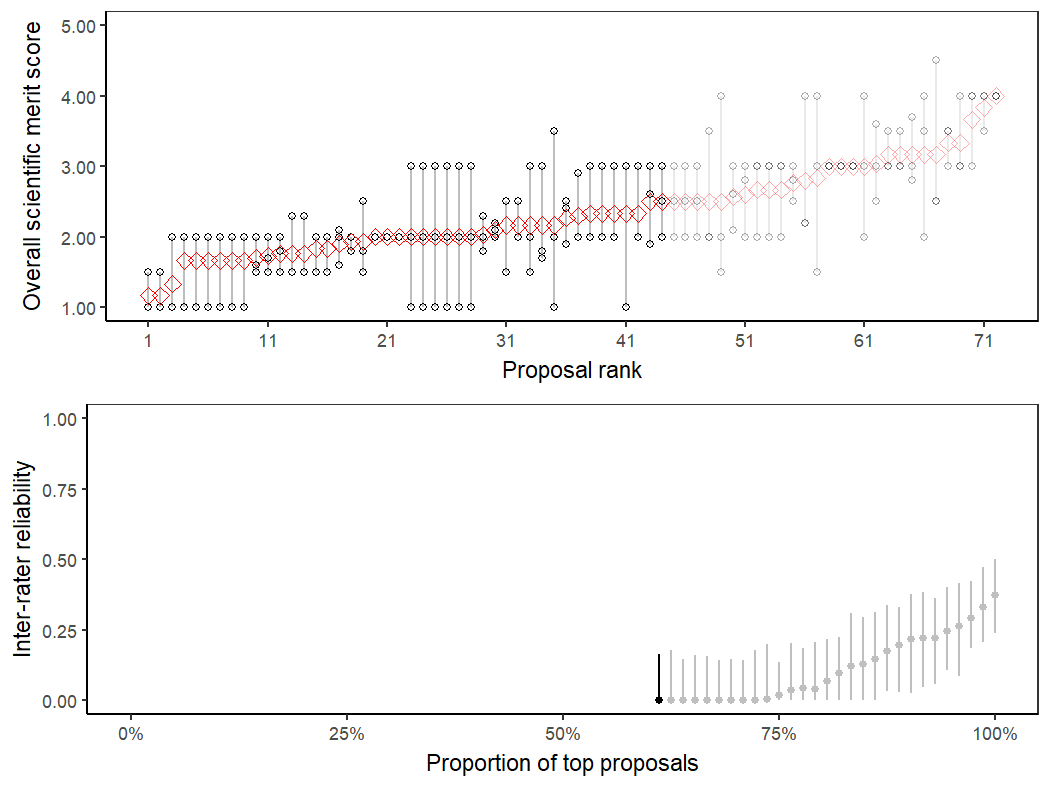 Overall scientific merit score
5.00
4.00
3.00
2.00
1.00
1 11 21 31 41 51 61 71
Proposal rank
Inter-rater reliability
1.00
0.75
0.50
0.25
0.00
0% 25% 50% 75% 100%
Proportion of top proposals